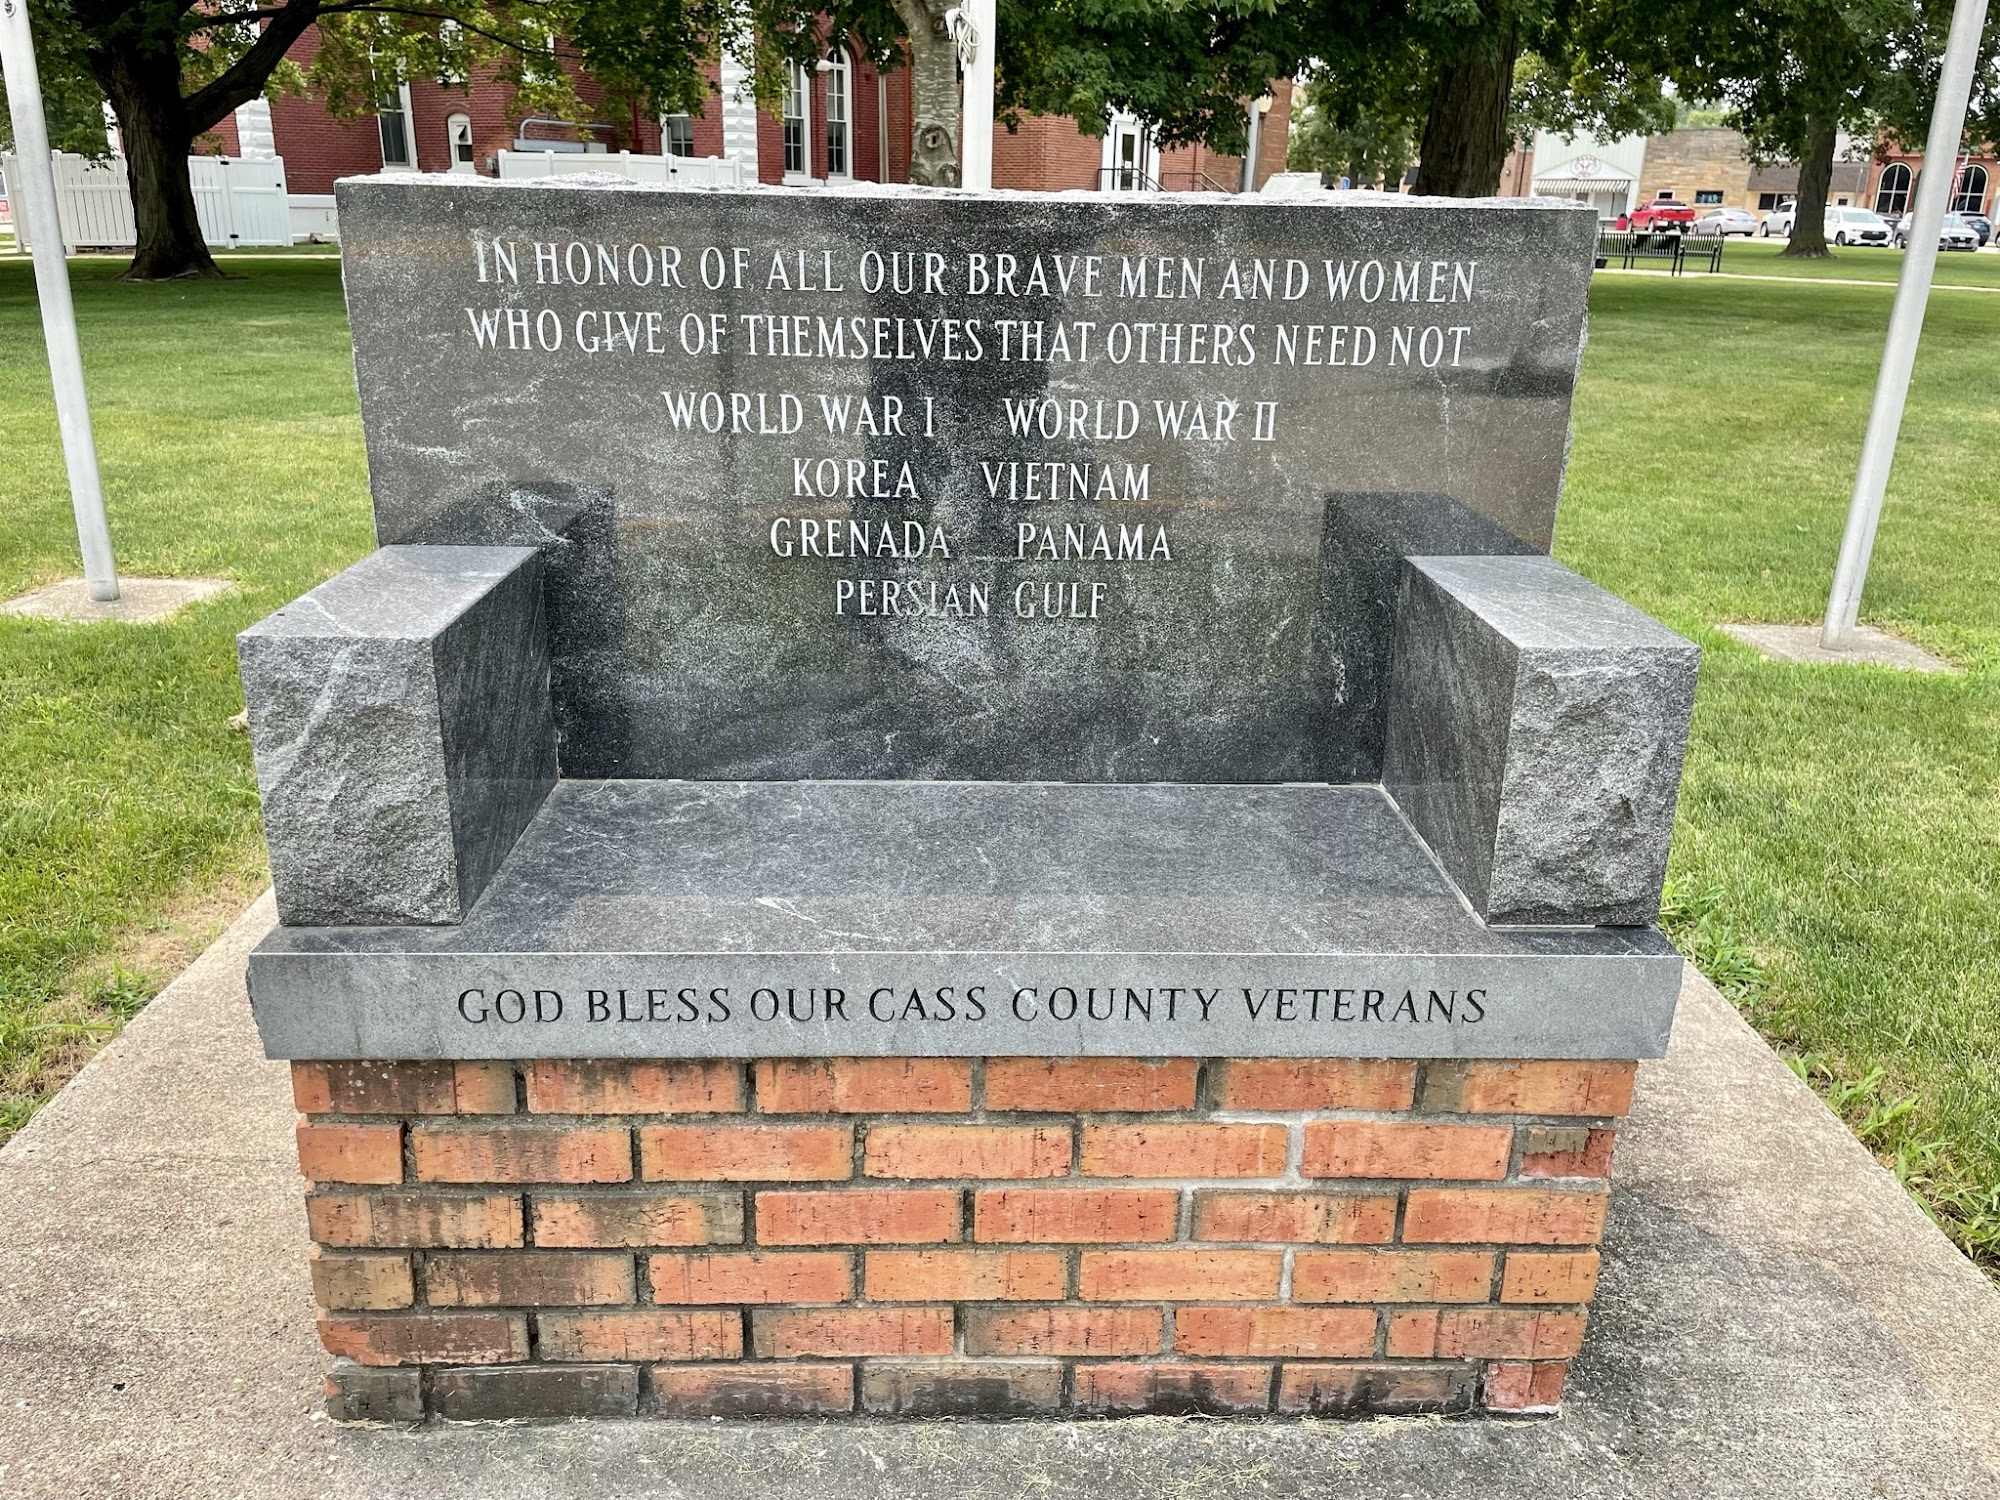 IN HONOR OF ALL OUR BRAVE MEN AND WOMEN
WHO GIVE OF THEMSELVES THAT OTHERS NEED NOT
WORLD WAR I WORLD WAR II
KOREA VIETNAM
GRENADA PANAMA
PERSIAN GULF
GOD BLESS OUR CASS COUNTY VETERANS